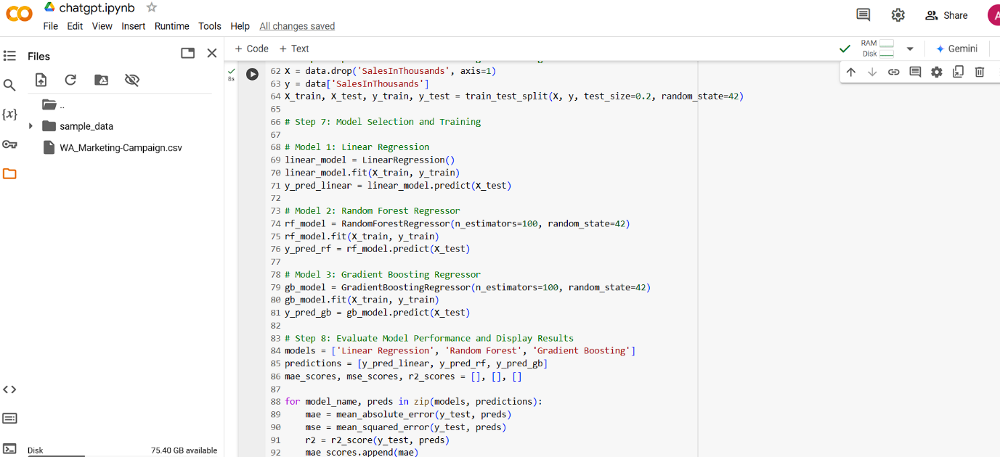 chatgpt.ipynb
File Edit View Insert Runtime Tools Help All changes saved
Share
A
Files
+ Code + Text
RAM
Disk
Gemini
..
sample_data
WA_Marketing-Campaign.csv
{x}
8s
62 X = data.drop('SalesInThousands', axis=1)
63 y = data['SalesInThousands']
64 X_train, X_test, y_train, y_test = train_test_split(X, y, test_size=0.2, random_state=42)
65
66 # Step 7: Model Selection and Training
67
68 # Model 1: Linear Regression
69 linear_model = LinearRegression()
70 linear_model.fit(X_train, y_train)
71 y_pred_linear = linear_model.predict(X_test)
72
73 # Model 2: Random Forest Regressor
74 rf_model = RandomForestRegressor(n_estimators=100, random_state=42)
75 rf_model.fit(X_train, y_train)
76 y_pred_rf = rf_model.predict(X_test)
77
78 # Model 3: Gradient Boosting Regressor
79 gb_model = GradientBoostingRegressor(n_estimators=100, random_state=42)
80 gb_model.fit(X_train, y_train)
81 y_pred_gb = gb_model.predict(X_test)
82
83 # Step 8: Evaluate Model Performance and Display Results
84 models = ['Linear Regression', 'Random Forest', 'Gradient Boosting']
85 predictions = [y_pred_linear, y_pred_rf, y_pred_gb]
86 mae_scores, mse_scores, r2_scores = [], [], []
87
88 for model_name, preds in zip(models, predictions):
89     mae = mean_absolute_error(y_test, preds)
90     mse = mean_squared_error(y_test, preds)
91     r2 = r2_score(y_test, preds)
92     mae_scores.append(mae)
Disk 75.40 GB available